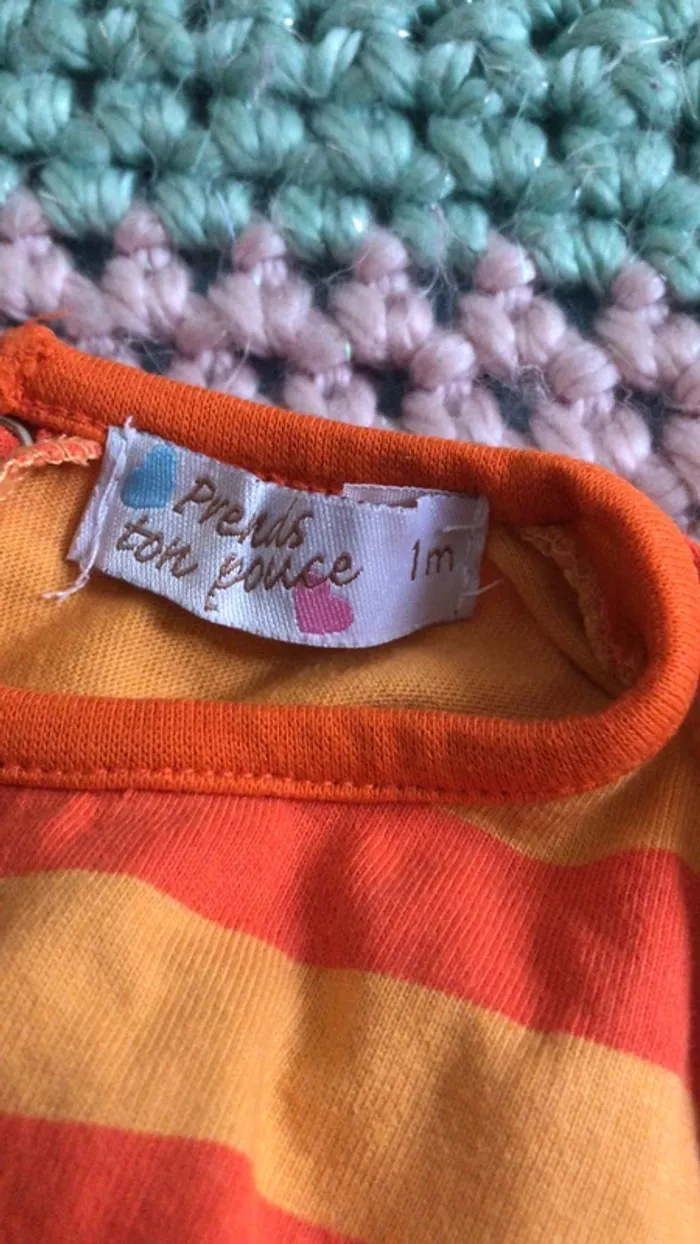 Prends
ton pouce
1m